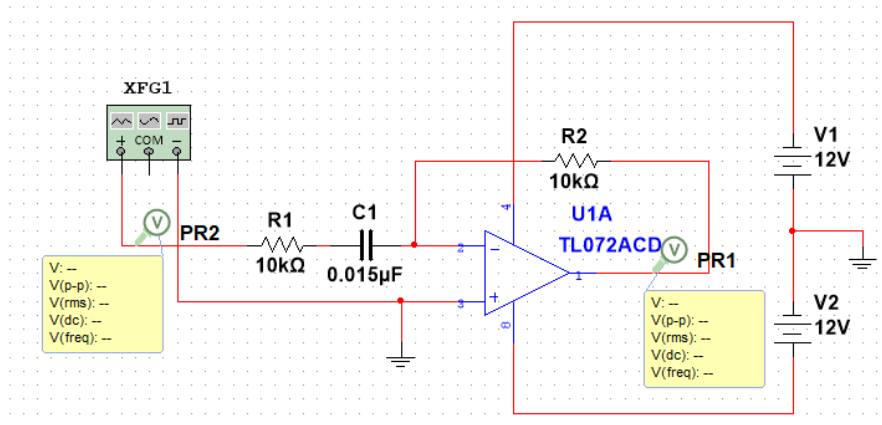 XFG1
+ COM −
V1
12V
R2
10kΩ
4
U1A
TL072ACD
V
PR2
V: --
V(p-p): --
V(rms): --
V(dc): --
V(freq): --
R1
10kΩ
C1
0.015µF
2
−
3
+
1
8
V
PR1
V: --
V(p-p): --
V(rms): --
V(dc): --
V(freq): --
V2
12V